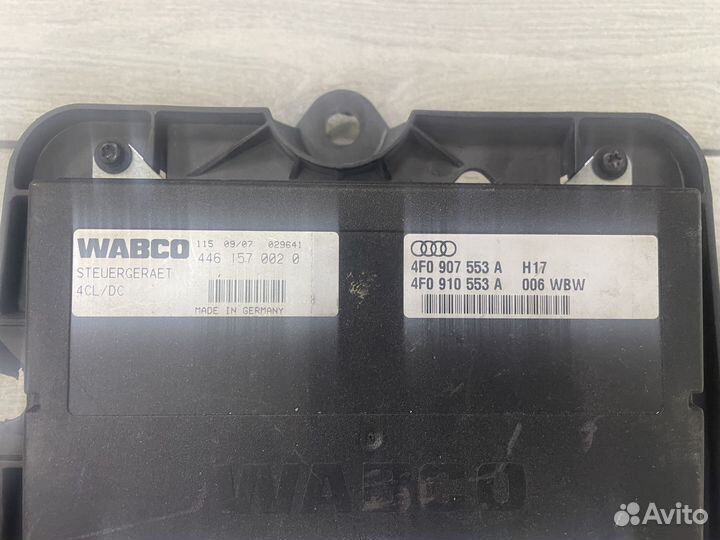 WABCO 115 09/07 029641
446 157 002 0
STEUERGERAET
4CL/DC
MADE IN GERMANY
4F0 907 553 A H17
4F0 910 553 A 006 WBW
WABCO
Avito